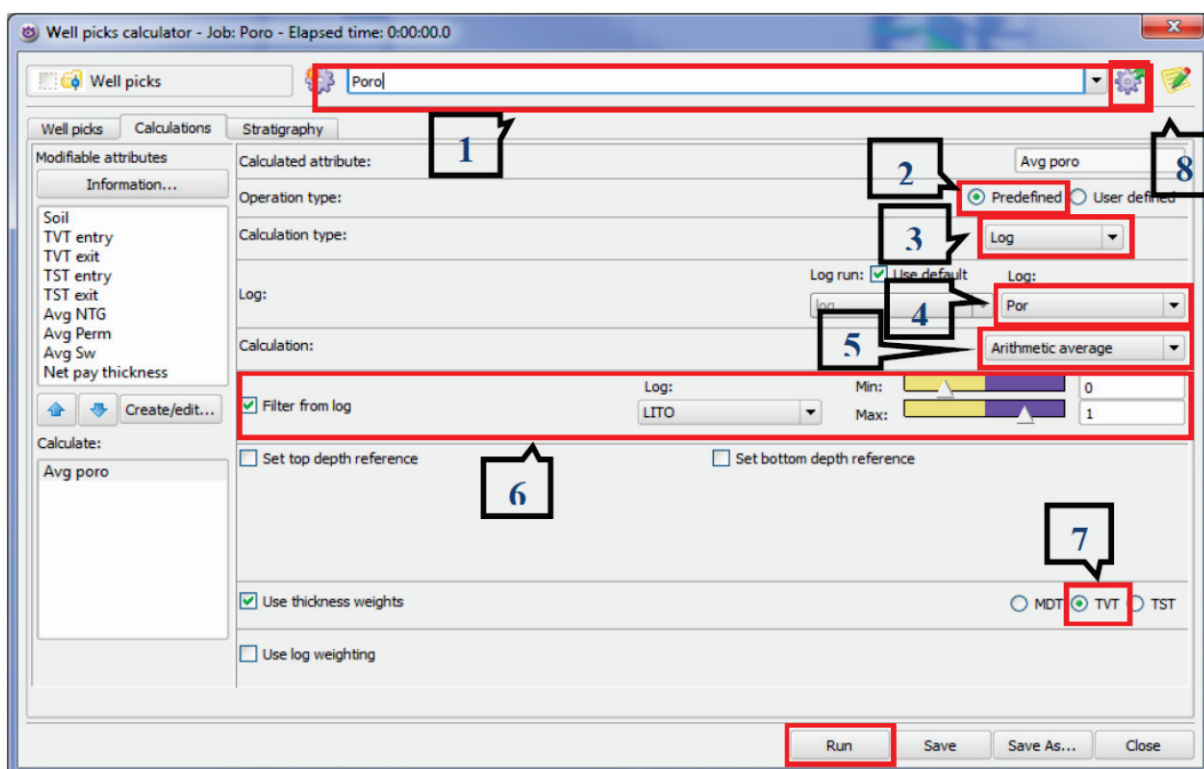 Well picks calculator - Job: Poro - Elapsed time: 0:00:00.0
Well picks
Poro
Well picks Calculations Stratigraphy
1
8
Modifiable attributes
Information...
Soil
TVT entry
TVT exit
TST entry
TST exit
Avg NTG
Avg Perm
Avg Sw
Net pay thickness
Create/edit...
Calculate:
Avg poro
Calculated attribute: Avg poro
2
Operation type: Predefined User defined
Calculation type: 3 Log
Log run: Use default Log:
Log: log 4 Por
Calculation: 5 Arithmetic average
Filter from log
Log:
LITO
Min: 0
Max: 1
Set top depth reference Set bottom depth reference
6
7
Use thickness weights MDT TVT TST
Use log weighting
Run Save Save As... Close